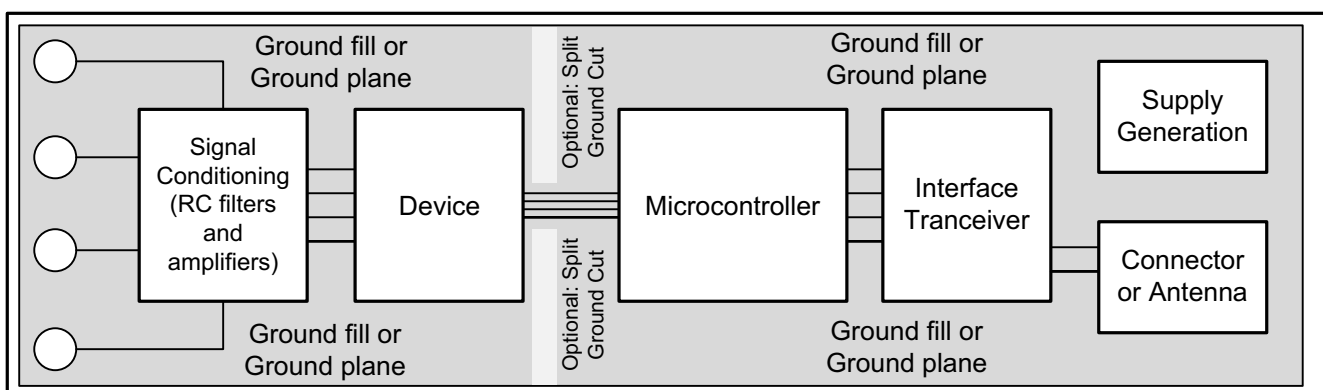 Ground fill or
Ground plane
Optional: Split
Ground Cut
Ground fill or
Ground plane
Signal
Conditioning
(RC filters
and
amplifiers)
Device
Microcontroller
Interface
Tranceiver
Supply
Generation
Connector
or Antenna
Ground fill or
Ground plane
Optional: Split
Ground Cut
Ground fill or
Ground plane